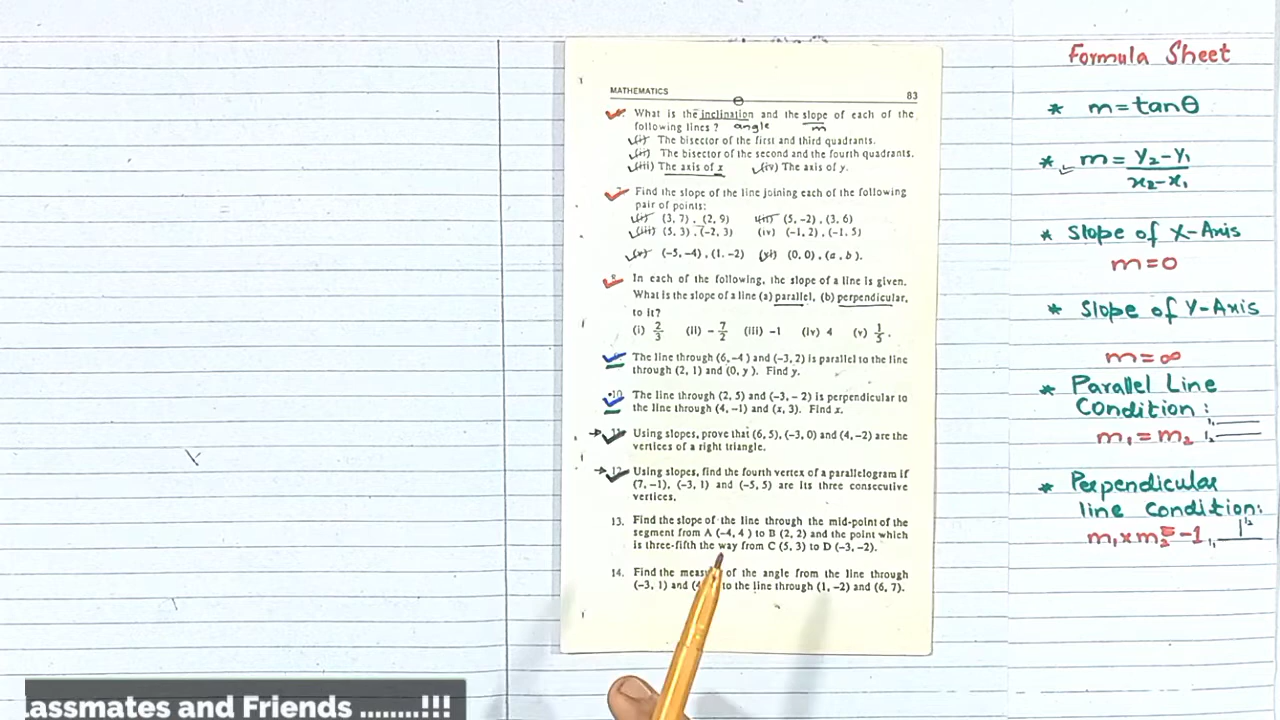 MATHEMATICS 83
θ
What is the inclination and the slope of each of the
following lines ? angle m
(i) The bisector of the first and third quadrants.
(ii) The bisector of the second and the fourth quadrants.
(iii) The axis of x (iv) The axis of y.
7 Find the slope of the line joining each of the following
pair of points:
(i) (3, 7) , (2, 9) (ii) (5, -2) , (3, 6)
(iii) (5, 3) , (-2, 3) (iv) (-1, 2) , (-1, 5)
(v) (-5, -4) , (1, -2) (vi) (0, 0) , (a , b).
8 In each of the following, the slope of a line is given.
What is the slope of a line (a) parallel, (b) perpendicular,
to it?
(i) 2/3 (ii) - 7/2 (iii) -1 (iv) 4 (v) 1/5 .
The line through (6, -4) and (-3, 2) is parallel to the line
through (2, 1) and (0, y ). Find y.
10 The line through (2, 5) and (-3, - 2) is perpendicular to
the line through (4, -1) and (x, 3). Find x.
11 Using slopes, prove that (6, 5), (-3, 0) and (4, -2) are the
vertices of a right triangle.
12 Using slopes, find the fourth vertex of a parallelogram if
(7, -1), (-3, 1) and (-5, 5) are its three consecutive
vertices.
13. Find the slope of the line through the mid-point of the
segment from A (-4, 4 ) to B (2, 2) and the point which
is three-fifth the way from C (5, 3) to D (-3, -2).
14. Find the of the angle from the line through
(-3, 1) and to the line through (1, -2) and (6, 7).
Formula Sheet
* m = tanθ
* m = y₂-y₁
x₂-x₁
* Slope of X-Axis
m = 0
* Slope of Y-Axis
m = ∞
* Parallel Line
Condition :
m₁ = m₂ l₁ l₂
* Perpendicular
line Condition:
m₁ x m₂ = -1 l₁ l₂
lassmates and Friends ........!!!